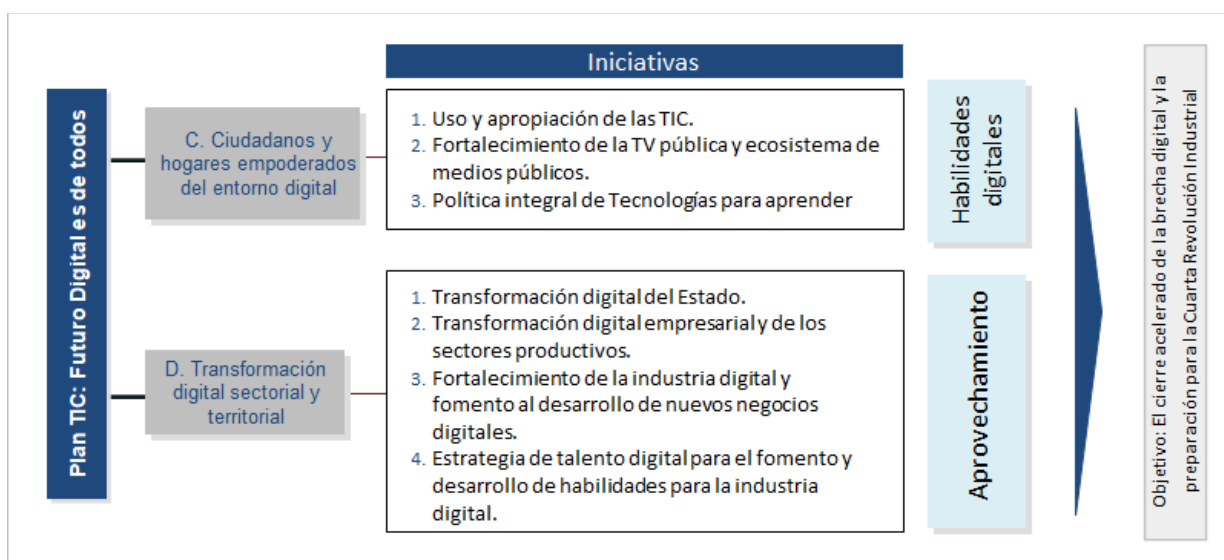 Iniciativas
Plan TIC: Futuro Digital es de todos
C. Ciudadanos y
hogares empoderados
del entorno digital
1. Uso y apropiación de las TIC.
2. Fortalecimiento de la TV pública y ecosistema de
medios públicos.
3. Política integral de Tecnologías para aprender
Habilidades
digitales
D. Transformación
digital sectorial y
territorial
1. Transformación digital del Estado.
2. Transformación digital empresarial y de los
sectores productivos.
3. Fortalecimiento de la industria digital y
fomento al desarrollo de nuevos negocios
digitales.
4. Estrategia de talento digital para el fomento y
desarrollo de habilidades para la industria
digital.
Aprovechamiento
Objetivo: El cierre acelerado de la brecha digital y la
preparación para la Cuarta Revolución Industrial